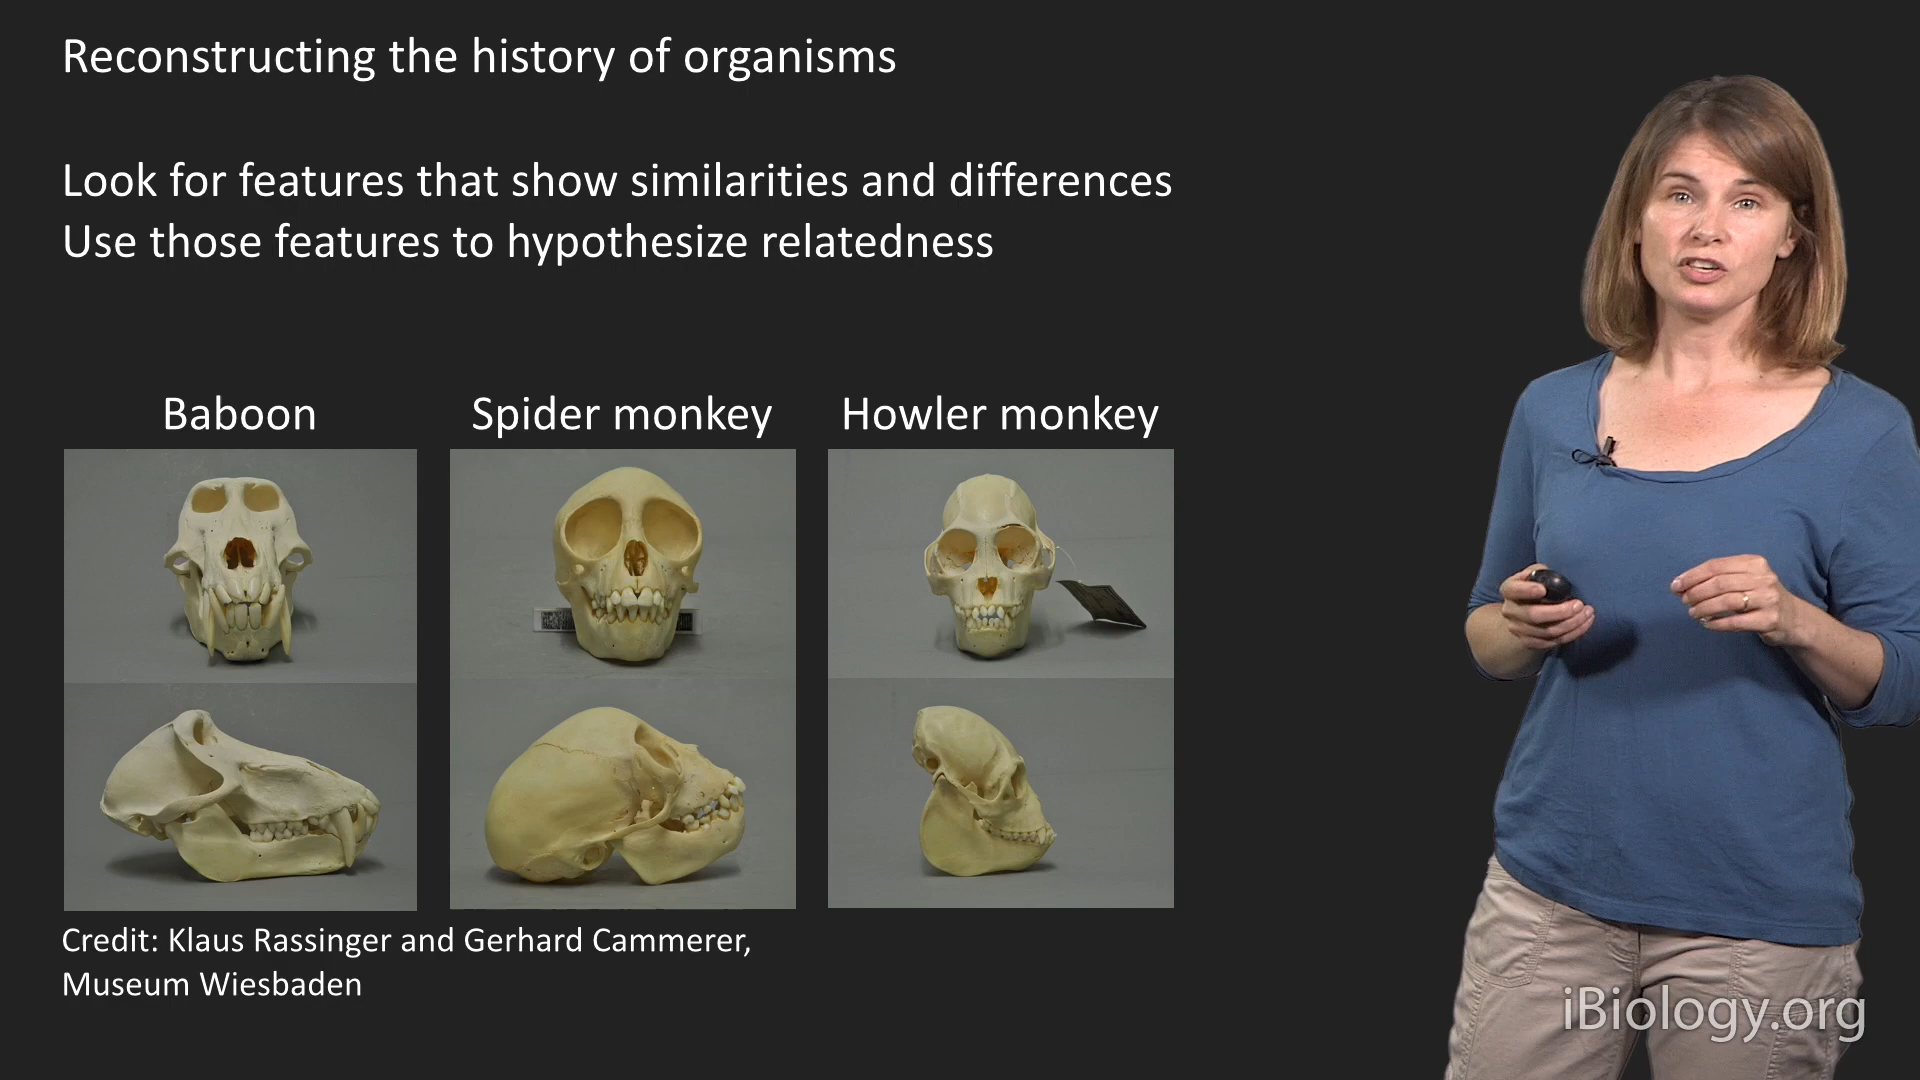 Reconstructing the history of organisms
Look for features that show similarities and differences
Use those features to hypothesize relatedness
Baboon
Spider monkey
Howler monkey
Credit: Klaus Rassinger and Gerhard Cammerer,
Museum Wiesbaden
iBiology.org